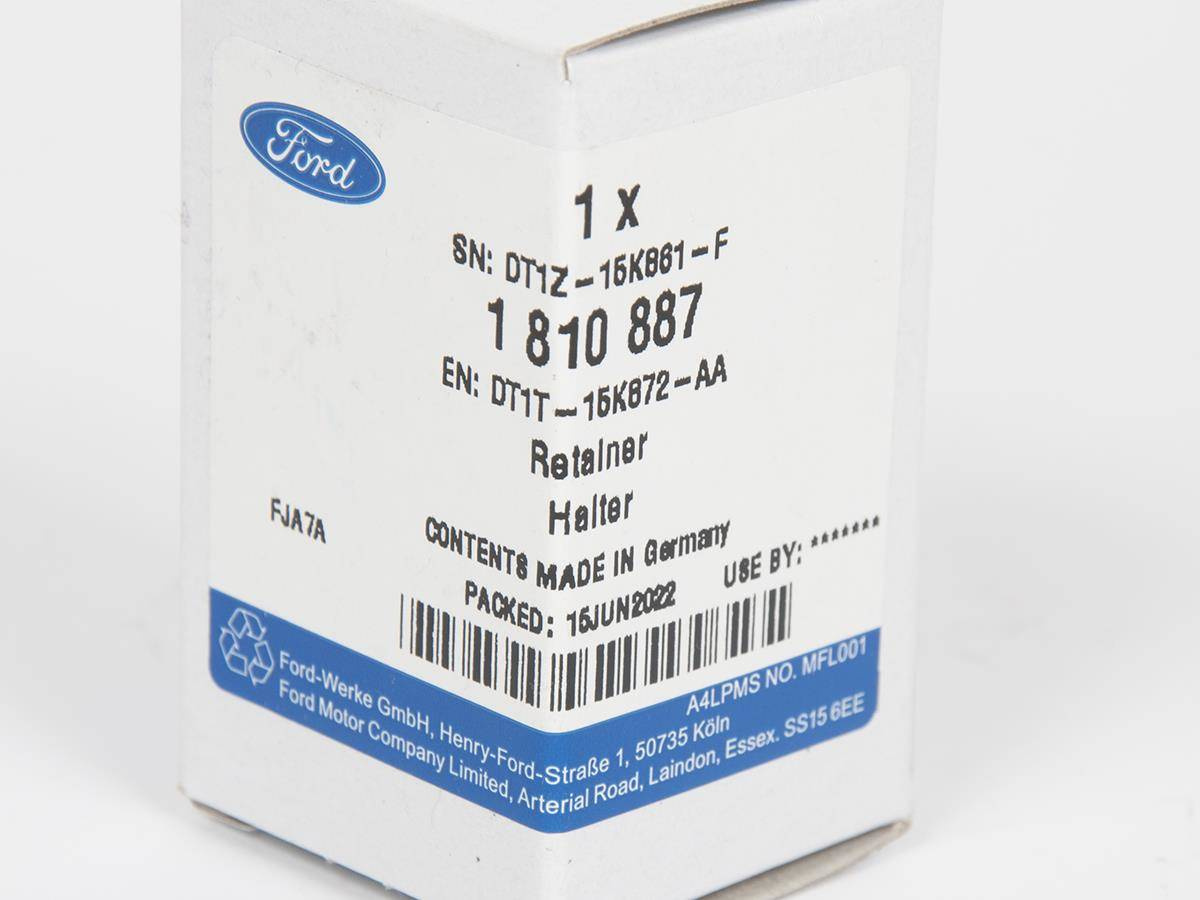 Ford
1 X
SN: DT1Z-15K861-F
1 810 887
EN: DT1T-15K872-AA
Retainer
Halter
FJA7A
CONTENTS MADE IN Germany
PACKED: 15JUN2022
USE BY: *******
A4LPMS NO. MFL001
Ford-Werke GmbH, Henry-Ford-Straße 1, 50735 Köln
Ford Motor Company Limited, Arterial Road, Laindon, Essex. SS15 6EE